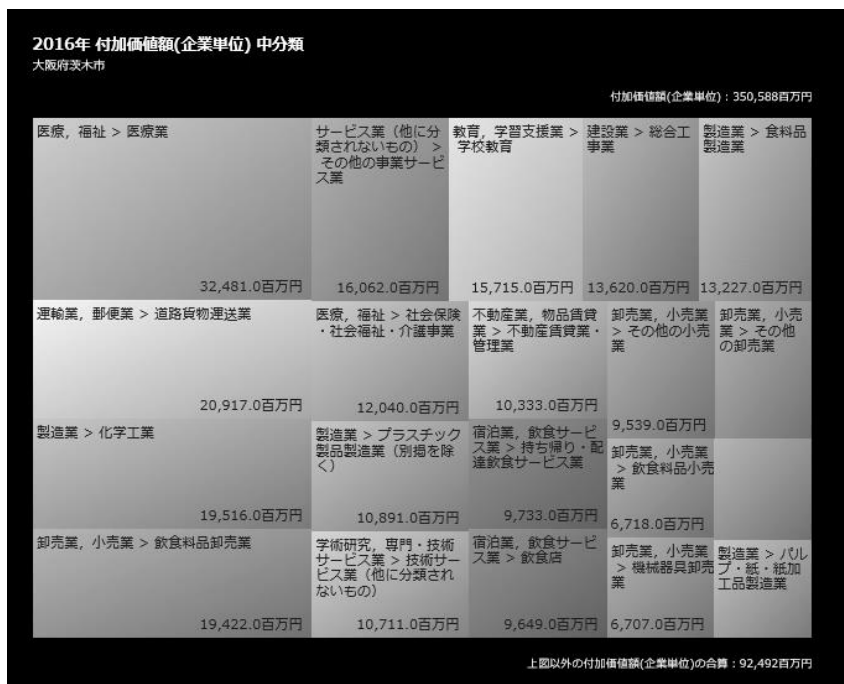 2016年 付加価値額(企業単位) 中分類
大阪府茨木市
付加価値額(企業単位)：350,588百万円
医療，福祉 > 医療業
32,481.0百万円
サービス業（他に分
類されないもの） >
その他の事業サービ
ス業
16,062.0百万円
教育，学習支援業 >
学校教育
15,715.0百万円
建設業 > 総合工
事業
13,620.0百万円
製造業 > 食料品
製造業
13,227.0百万円
運輸業，郵便業 > 道路貨物運送業
20,917.0百万円
医療，福祉 > 社会保険
・社会福祉・介護事業
12,040.0百万円
不動産業，物品賃貸
業 > 不動産賃貸業・
管理業
10,333.0百万円
卸売業，小売業
> その他の小売
業
9,539.0百万円
卸売業，小売
業 > その他
の卸売業
製造業 > 化学工業
19,516.0百万円
製造業 > プラスチック
製品製造業（別掲を除
く）
10,891.0百万円
宿泊業，飲食サービ
ス業 > 持ち帰り・配
達飲食サービス業
9,733.0百万円
卸売業，小売業
> 飲食料品小売
業
6,718.0百万円
卸売業，小売業 > 飲食料品卸売業
19,422.0百万円
学術研究，専門・技術
サービス業 > 技術サー
ビス業（他に分類され
ないもの）
10,711.0百万円
宿泊業，飲食サービ
ス業 > 飲食店
9,649.0百万円
卸売業，小売業
> 機械器具卸売
業
6,707.0百万円
製造業 > パル
プ・紙・紙加
工品製造業
上図以外の付加価値額(企業単位)の合算：92,492百万円